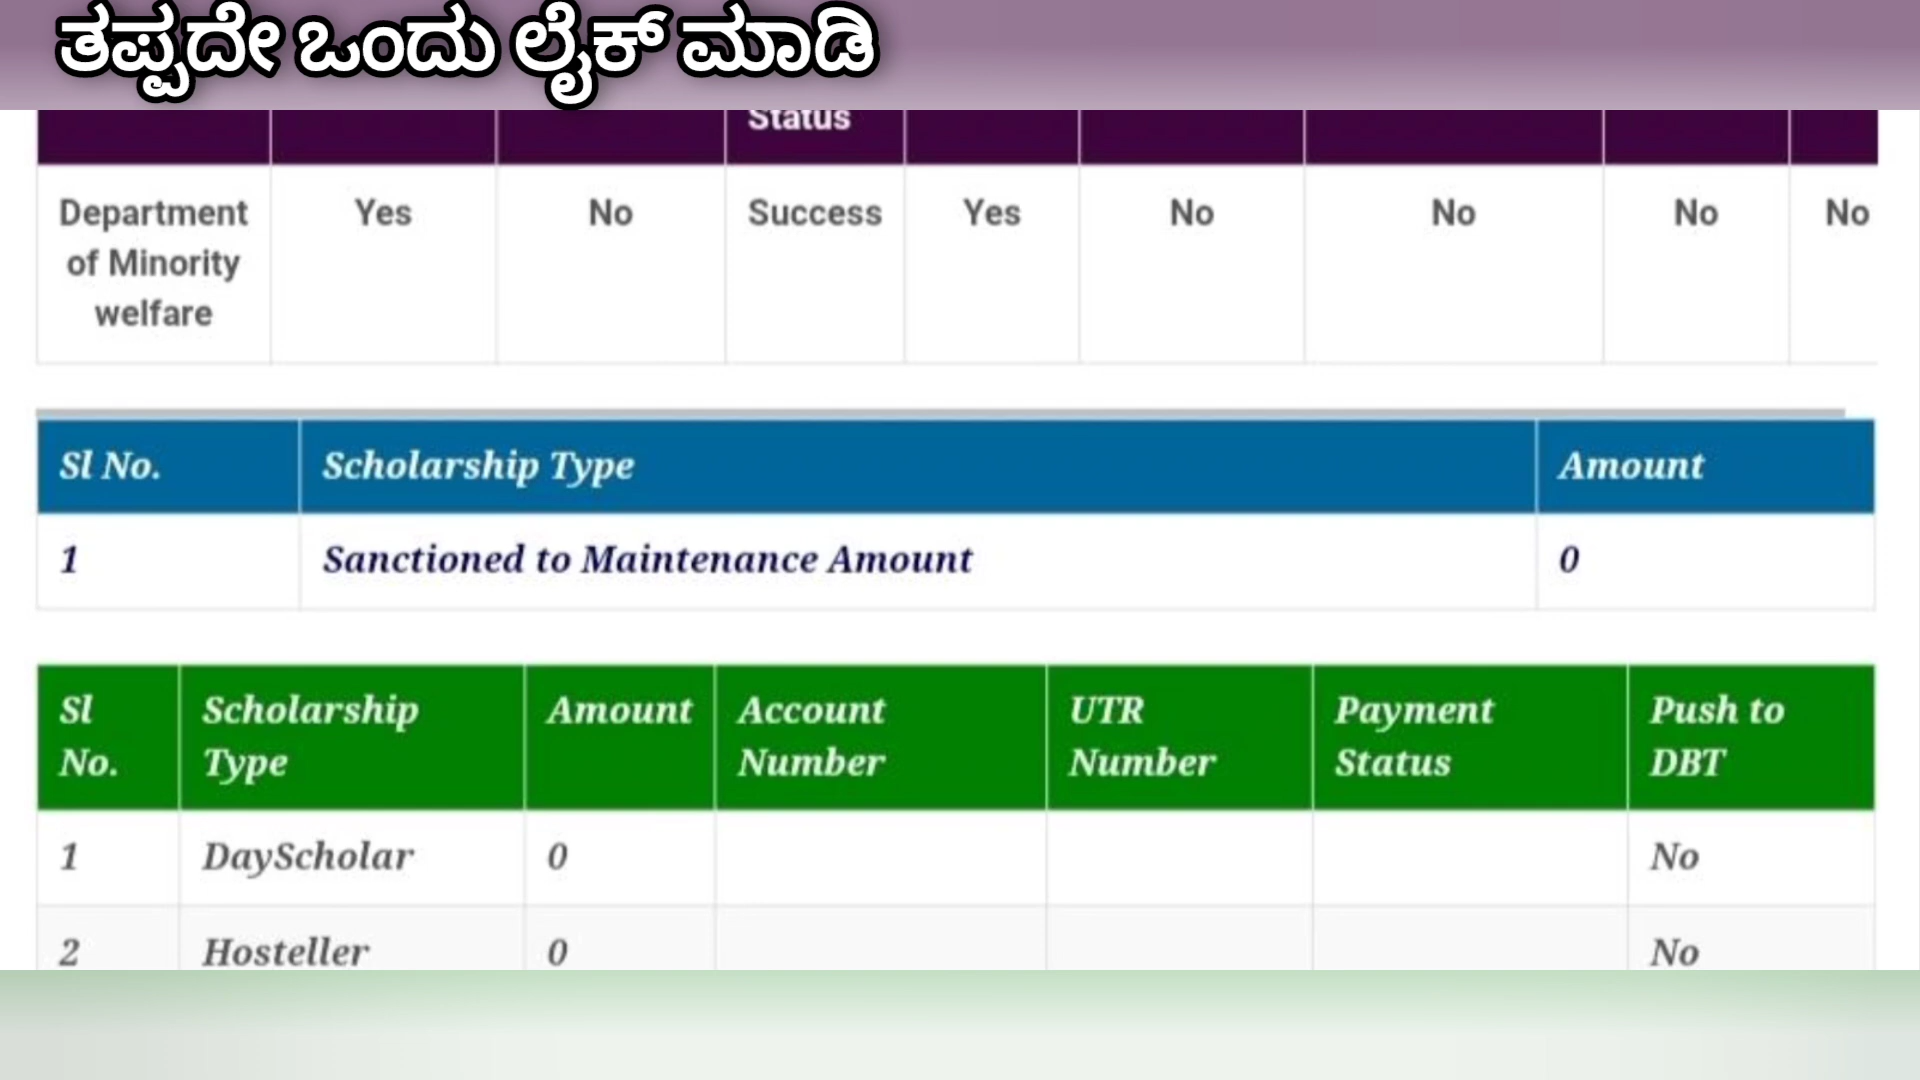 ತಪ್ಪದೇ ಒಂದು ಲೈಕ್ ಮಾಡಿ
Status
Department of Minority welfare Yes No Success Yes No No No No
Sl No. Scholarship Type Amount
1 Sanctioned to Maintenance Amount 0
Sl No. Scholarship Type Amount Account Number UTR Number Payment Status Push to DBT
1 DayScholar 0 No
2 Hosteller 0 No